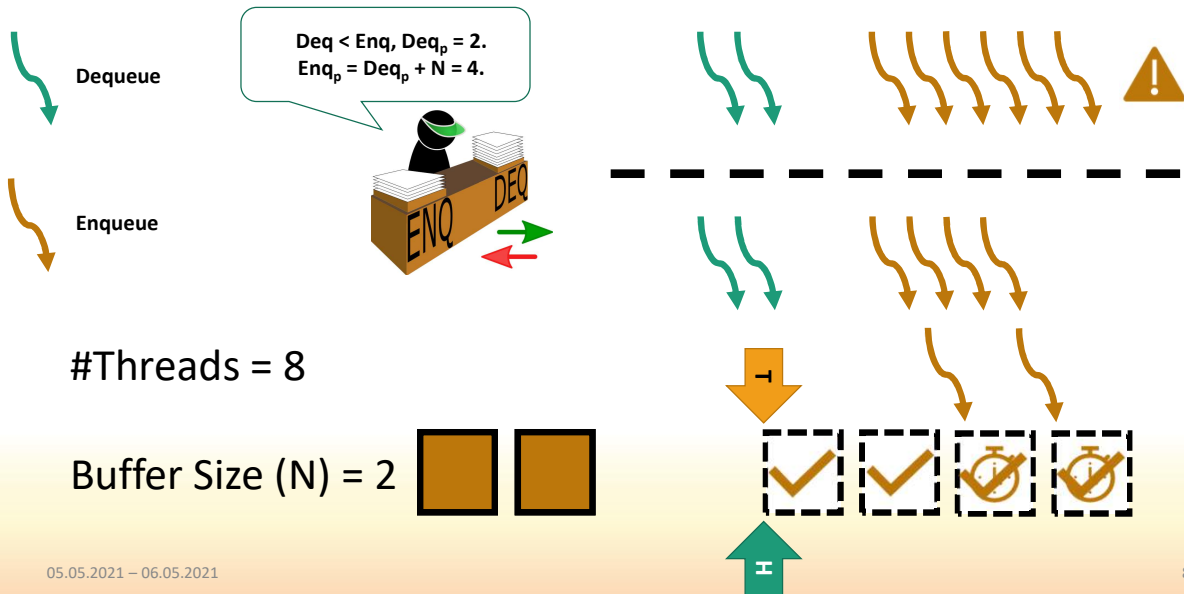 Deq < Enq, Deqₚ = 2.
Enqₚ = Deqₚ + N = 4.
Dequeue
Enqueue
ENQ
DEQ
#Threads = 8
Buffer Size (N) = 2
T
H
05.05.2021 – 06.05.2021